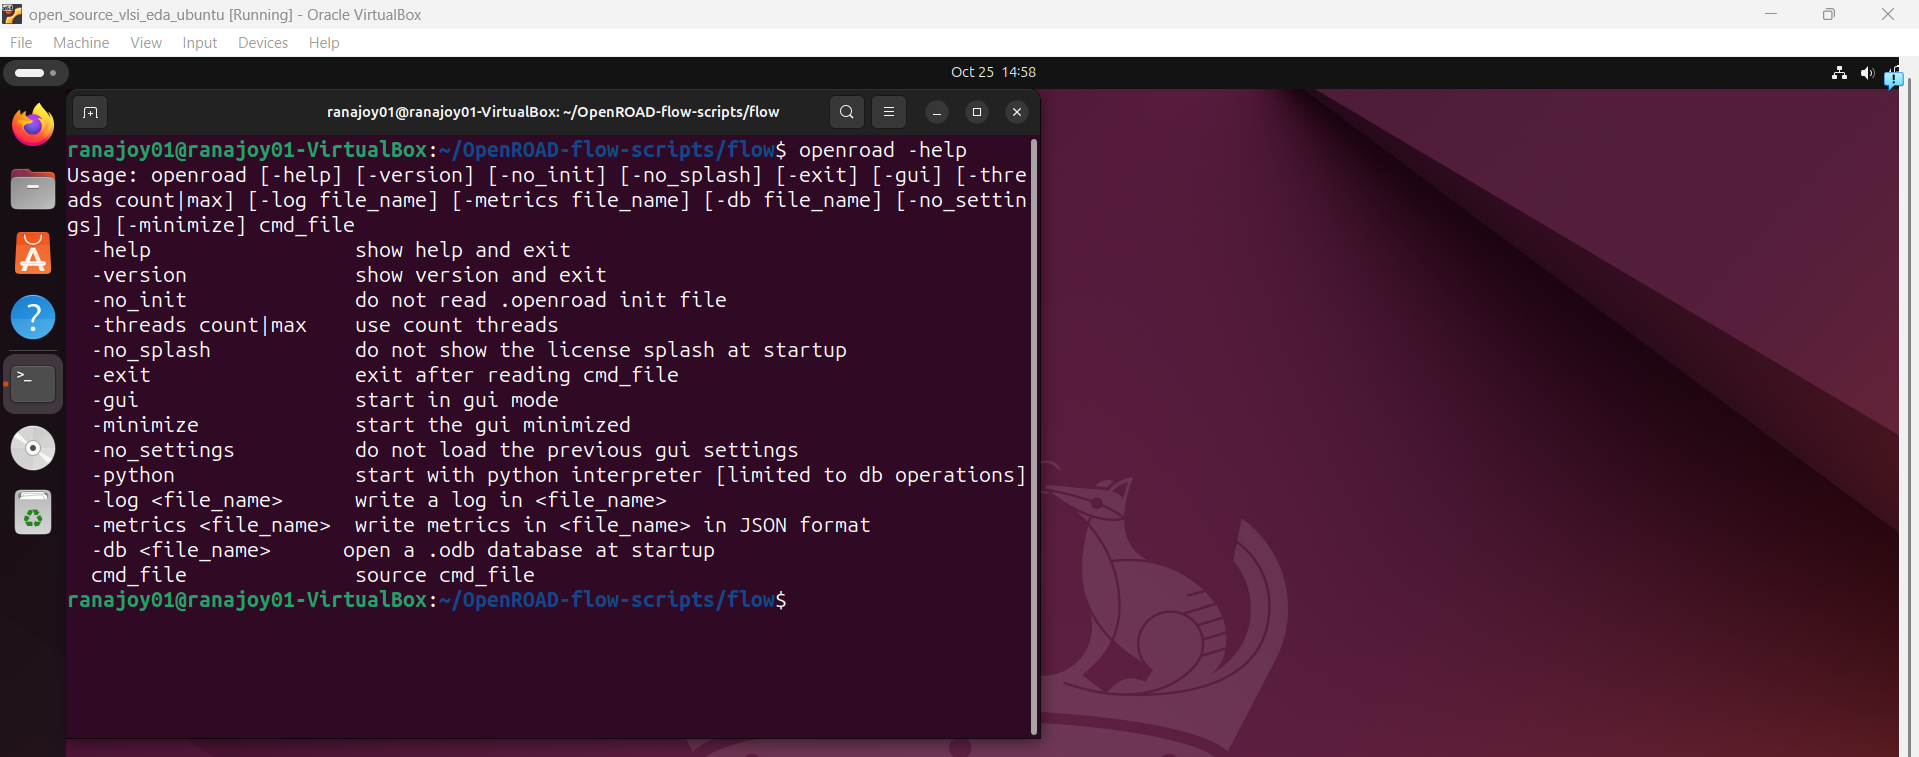 open_source_vlsi_eda_ubuntu [Running] - Oracle VirtualBox
File Machine View Input Devices Help
Oct 25 14:58
ranajoy01@ranajoy01-VirtualBox: ~/OpenROAD-flow-scripts/flow
ranajoy01@ranajoy01-VirtualBox:~/OpenROAD-flow-scripts/flow$ openroad -help
Usage: openroad [-help] [-version] [-no_init] [-no_splash] [-exit] [-gui] [-thre
ads count|max] [-log file_name] [-metrics file_name] [-db file_name] [-no_settin
gs] [-minimize] cmd_file
-help show help and exit
-version show version and exit
-no_init do not read .openroad init file
-threads count|max use count threads
-no_splash do not show the license splash at startup
-exit exit after reading cmd_file
-gui start in gui mode
-minimize start the gui minimized
-no_settings do not load the previous gui settings
-python start with python interpreter [limited to db operations]
-log <file_name> write a log in <file_name>
-metrics <file_name> write metrics in <file_name> in JSON format
-db <file_name> open a .odb database at startup
cmd_file source cmd_file
ranajoy01@ranajoy01-VirtualBox:~/OpenROAD-flow-scripts/flow$